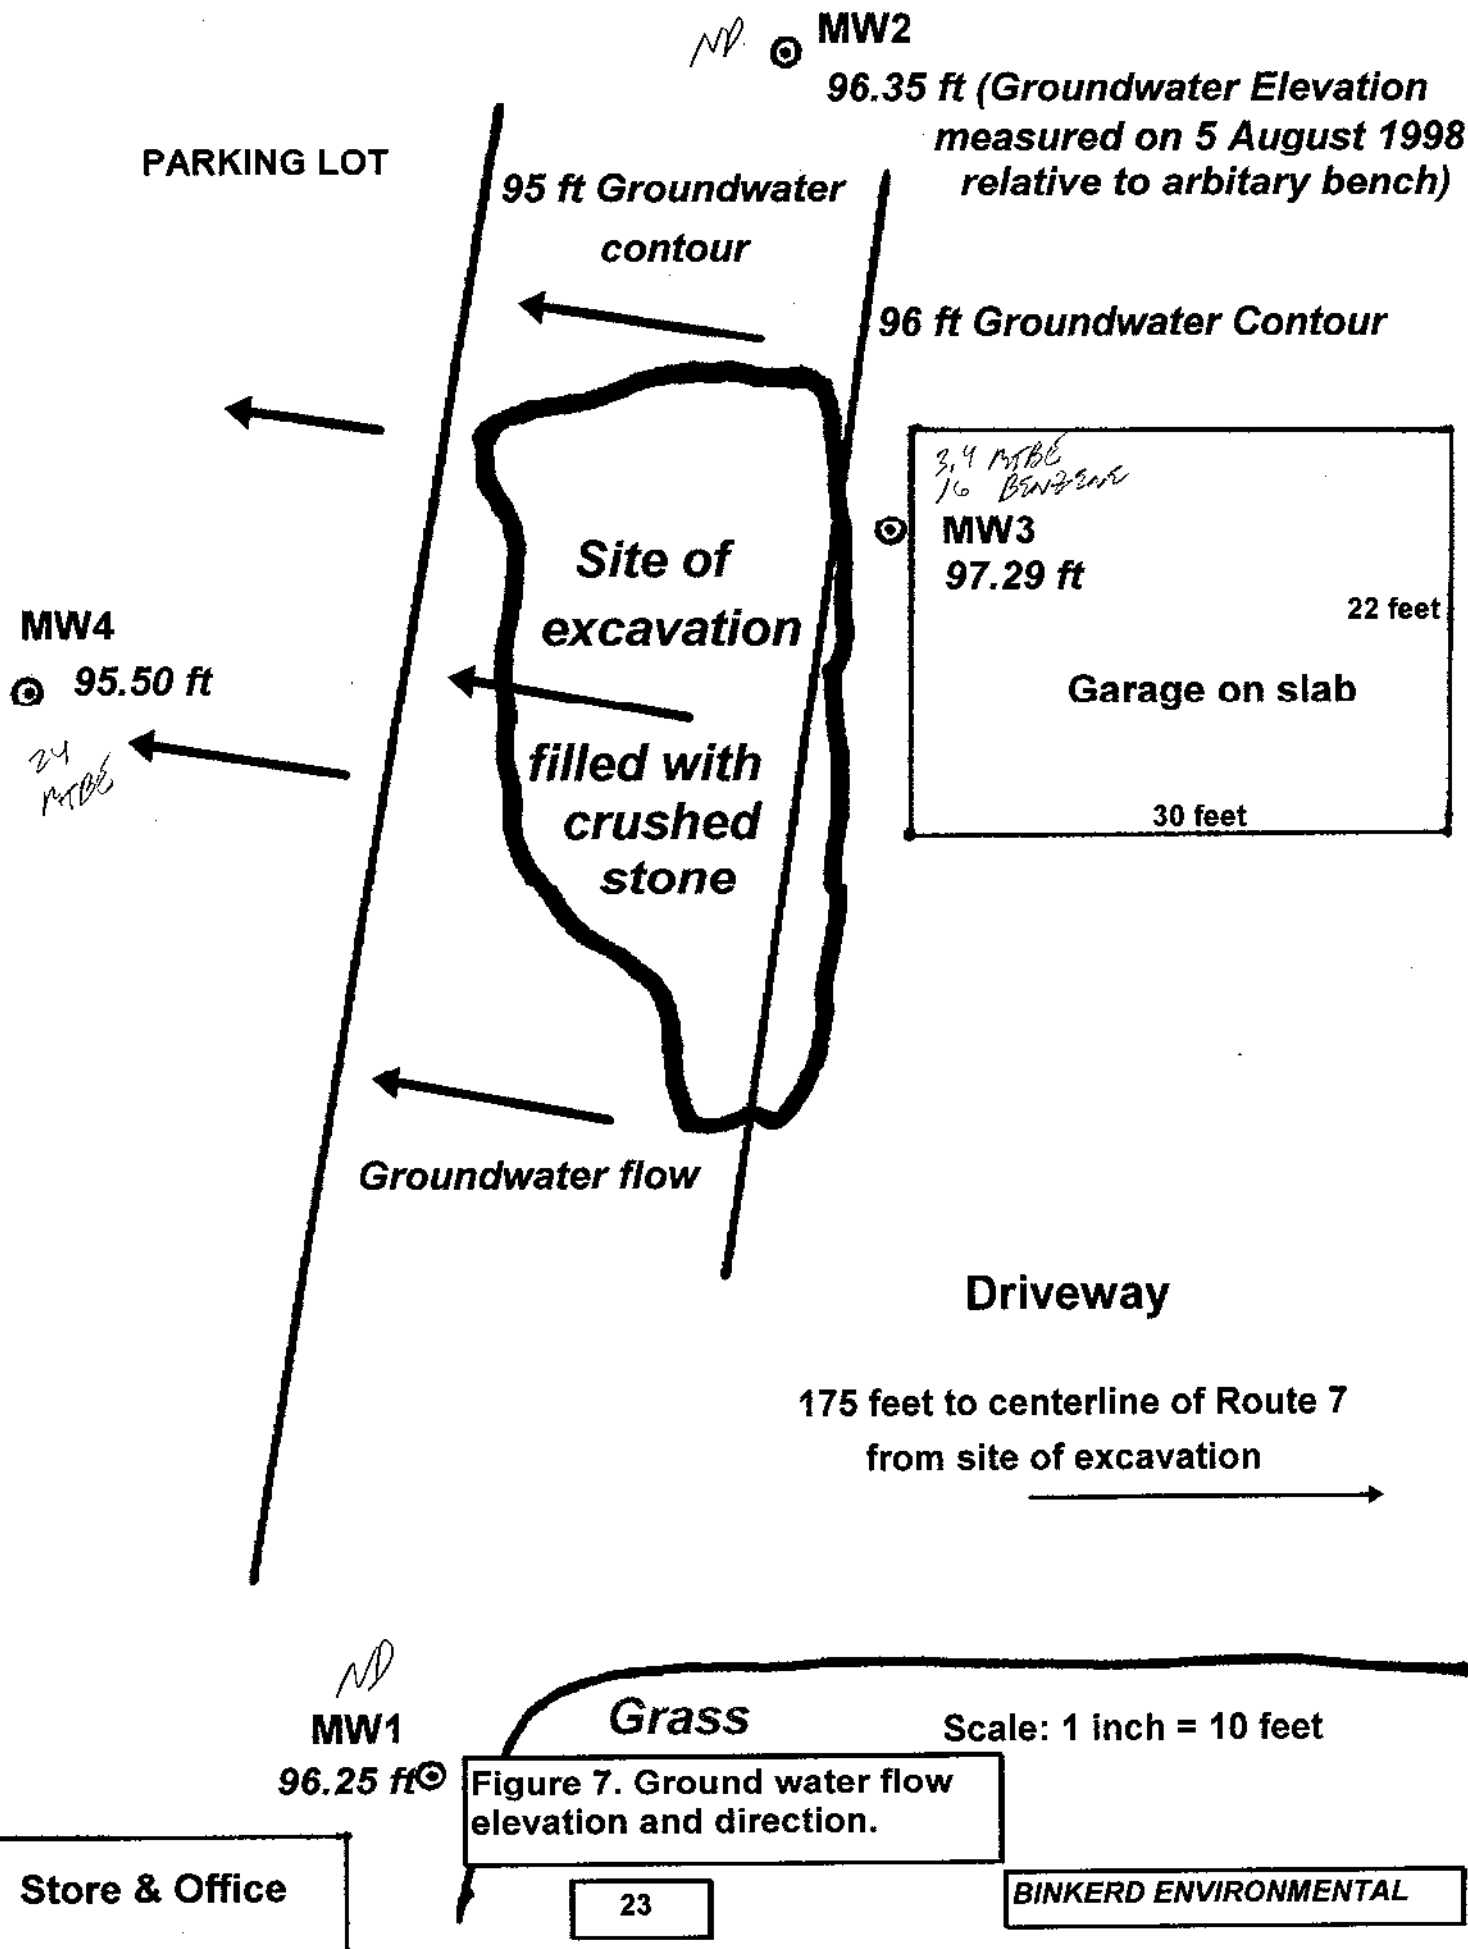 ND
MW2
96.35 ft (Groundwater Elevation
measured on 5 August 1998
relative to arbitary bench)
PARKING LOT
95 ft Groundwater
contour
96 ft Groundwater Contour
3.4 MTBE
16 BENZENE
MW3
97.29 ft
22 feet
Garage on slab
30 feet
Site of
excavation
filled with
crushed
stone
MW4
95.50 ft
24
MTBE
Groundwater flow
Driveway
175 feet to centerline of Route 7
from site of excavation
ND
MW1
96.25 ft
Grass
Scale: 1 inch = 10 feet
Figure 7. Ground water flow
elevation and direction.
Store & Office
23
BINKERD ENVIRONMENTAL